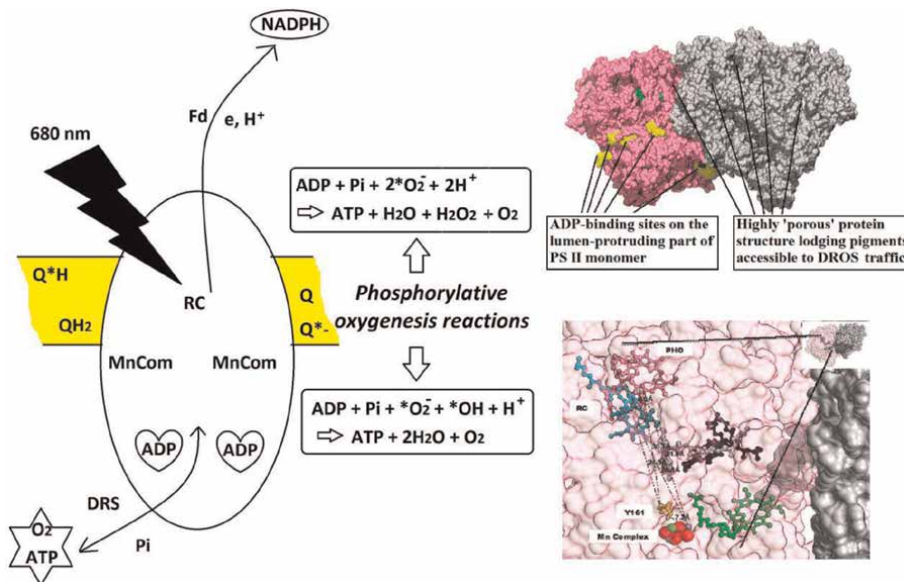 NADPH
Fd
e, H⁺
680 nm
ADP + Pi + 2*O₂⁻ + 2H⁺
⇨ ATP + H₂O + H₂O₂ + O₂
Q*H
QH₂
RC
Q
Q*-
Phosphorylative
oxygenesis reactions
MnCom
MnCom
ADP + Pi + *O₂⁻ + *OH + H⁺
⇨ ATP + 2H₂O + O₂
ADP
ADP
DRS
Pi
O₂
ATP
ADP-binding sites on the
lumen-protruding part of
PS II monomer
Highly 'porous' protein
structure lodging pigments
accessible to DROS traffic
PHO
RC
Y161
Mn Complex